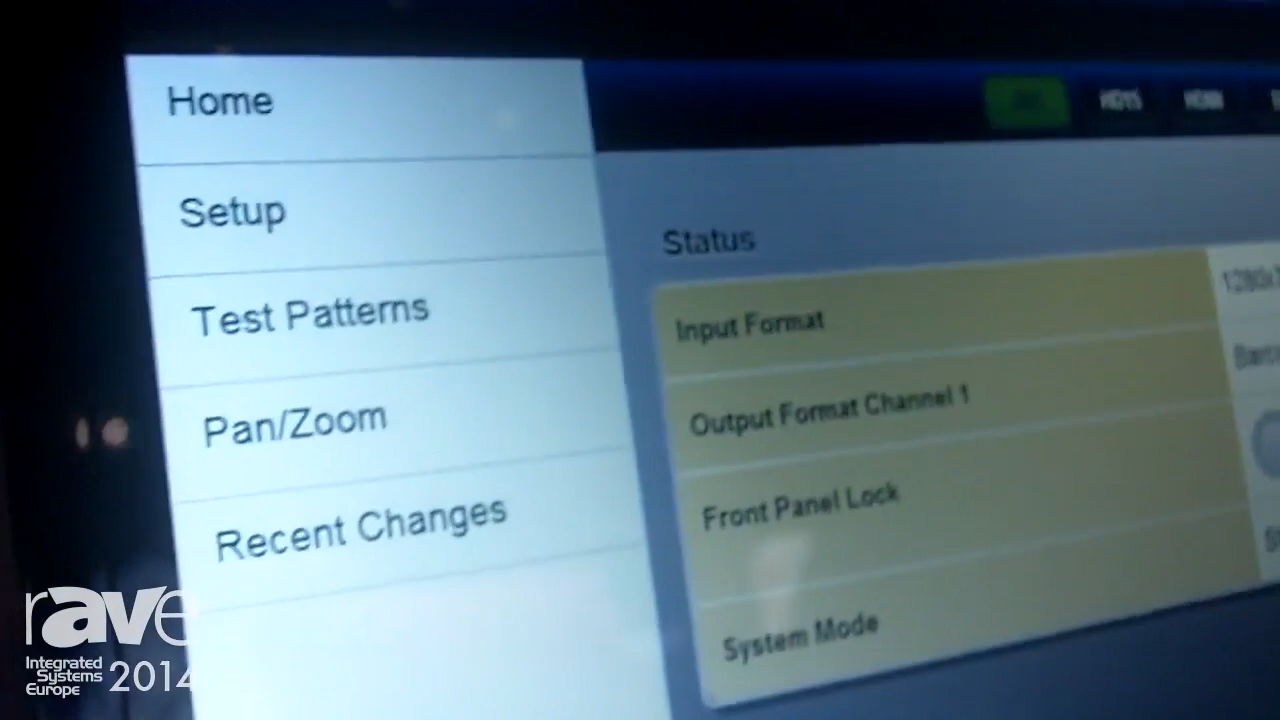 Home
Setup
Test Patterns
Pan/Zoom
Recent Changes
Status
Input Format
Output Format Channel 1
Front Panel Lock
System Mode
rave
Integrated
Systems
Europe
2014